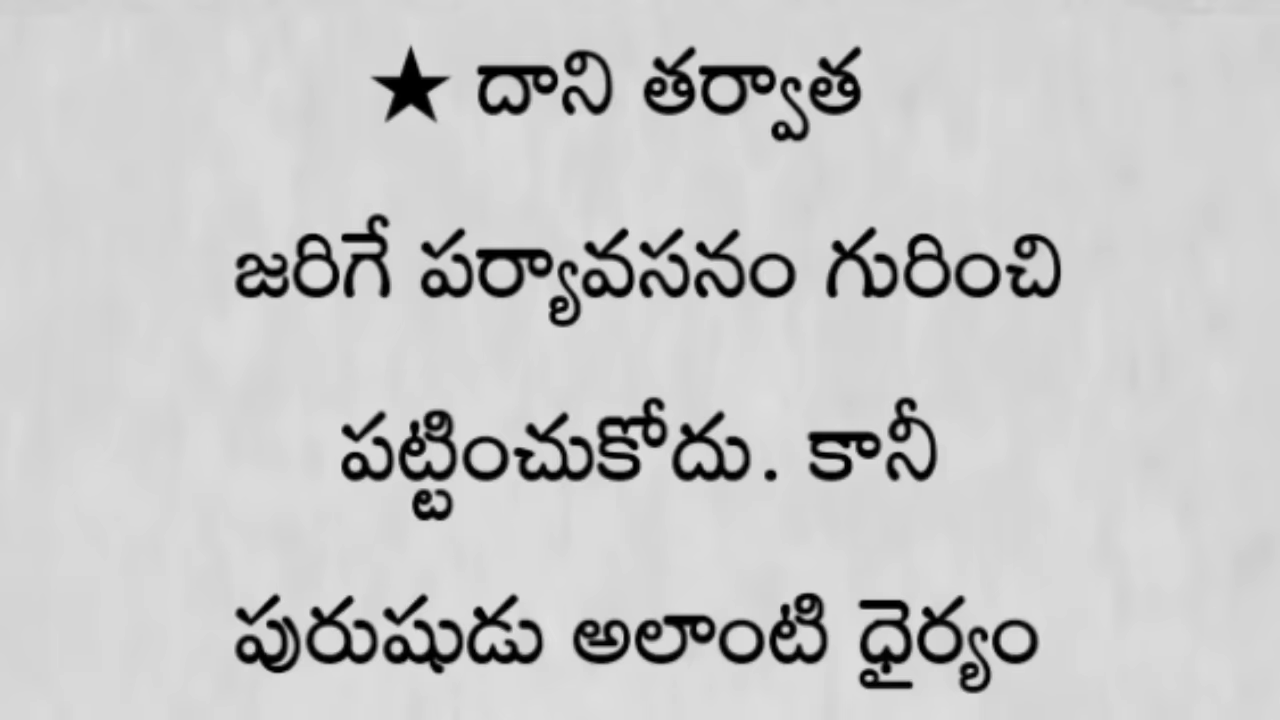 ★ దాని తర్వాత
జరిగే పర్యావసనం గురించి
పట్టించుకోదు. కానీ
పురుషుడు అలాంటి ధైర్యం